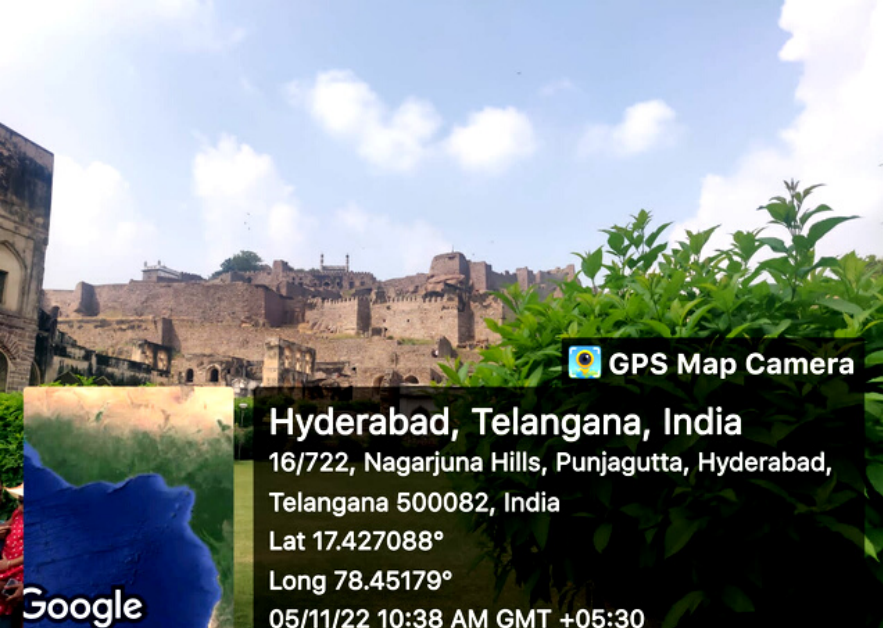 GPS Map Camera
Hyderabad, Telangana, India
16/722, Nagarjuna Hills, Punjagutta, Hyderabad,
Telangana 500082, India
Lat 17.427088°
Long 78.45179°
05/11/22 10:38 AM GMT +05:30
Google